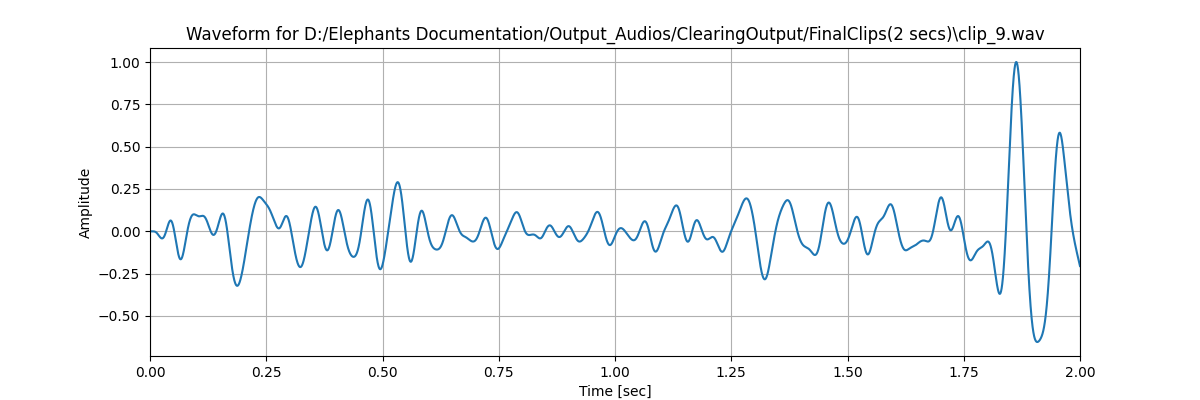 Waveform for D:/Elephants Documentation/Output_Audios/ClearingOutput/FinalClips(2 secs)\clip_9.wav
1.00
0.75
0.50
0.25
0.00
−0.25
−0.50
Amplitude
0.00 0.25 0.50 0.75 1.00 1.25 1.50 1.75 2.00
Time [sec]